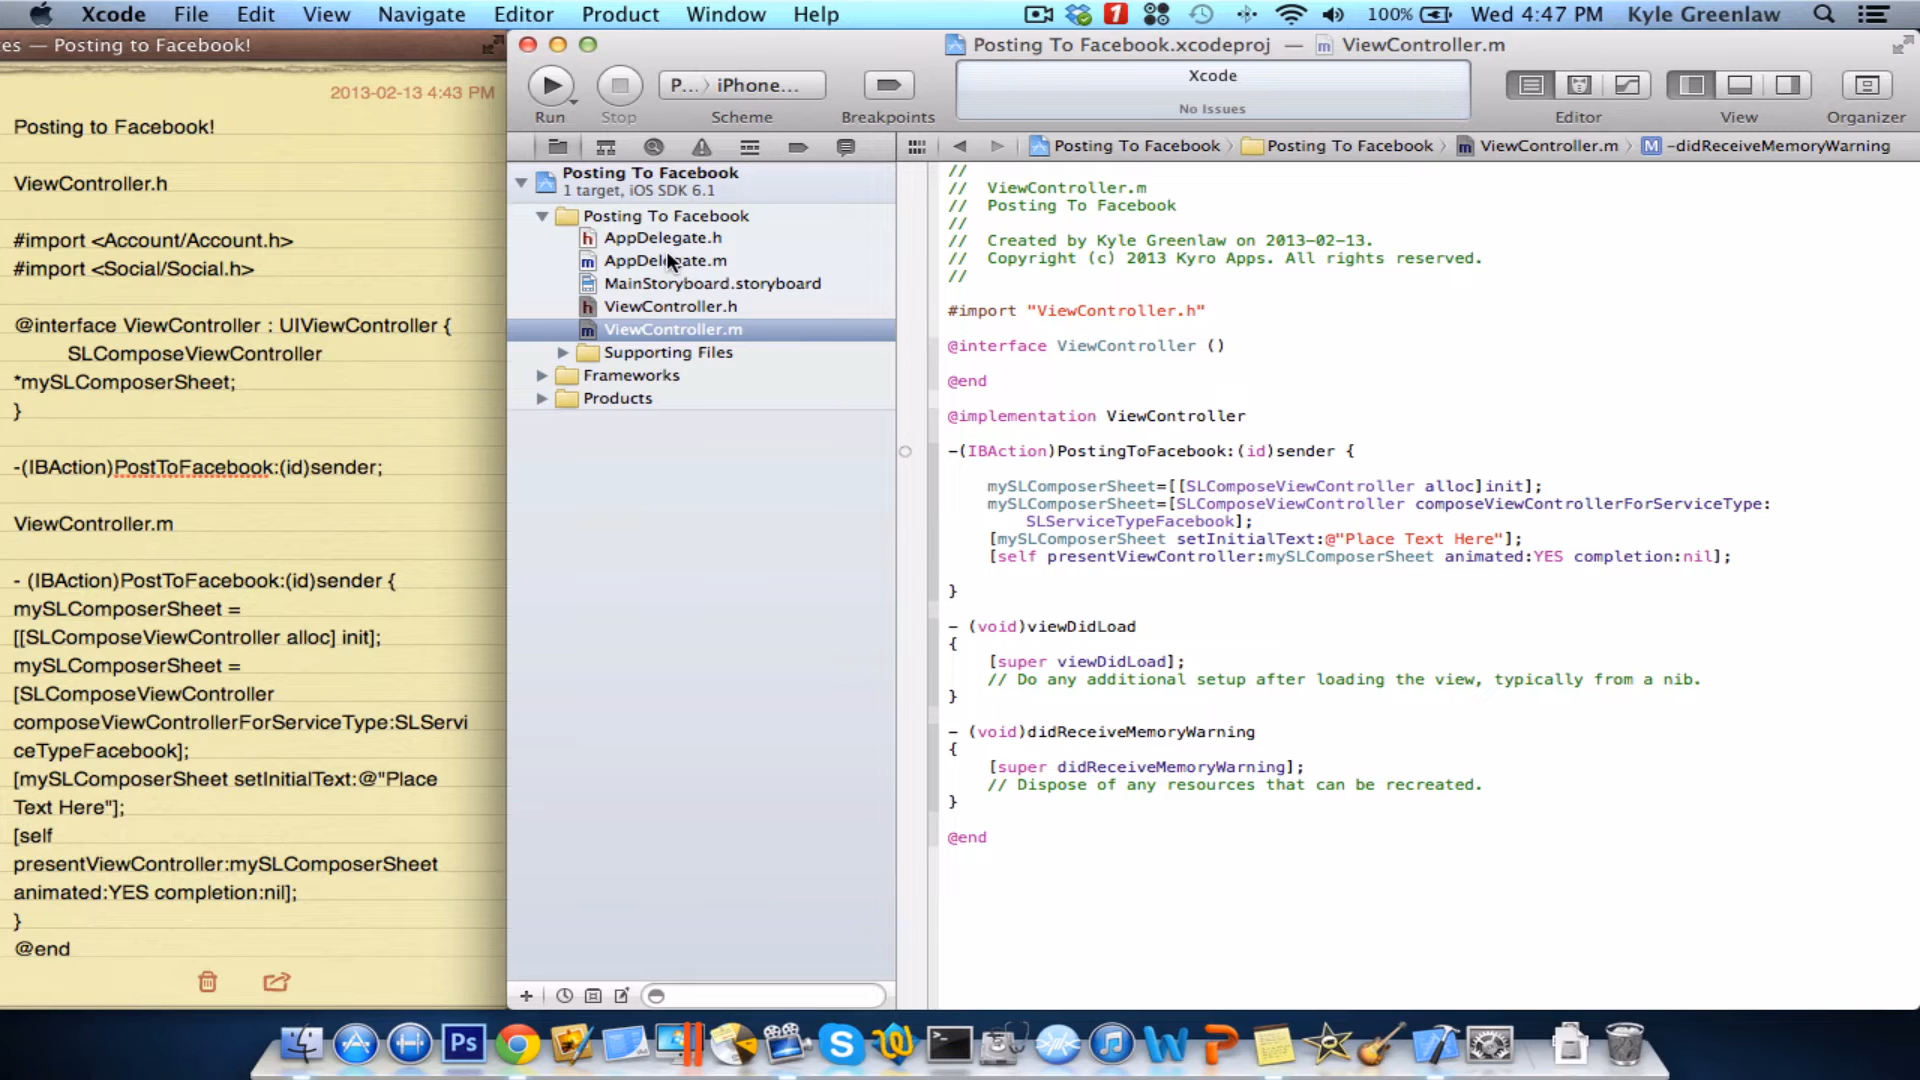 Xcode File Edit View Navigate Editor Product Window Help 1 100% Wed 4:47 PM Kyle Greenlaw
es — Posting to Facebook!
2013-02-13 4:43 PM
Posting to Facebook!
ViewController.h
#import <Account/Account.h>
#import <Social/Social.h>
@interface ViewController : UIViewController {
SLComposeViewController
*mySLComposerSheet;
}
-(IBAction)PostToFacebook:(id)sender;
ViewController.m
- (IBAction)PostToFacebook:(id)sender {
mySLComposerSheet =
[[SLComposeViewController alloc] init];
mySLComposerSheet =
[SLComposeViewController
composeViewControllerForServiceType:SLServi
ceTypeFacebook];
[mySLComposerSheet setInitialText:@"Place
Text Here"];
[self
presentViewController:mySLComposerSheet
animated:YES completion:nil];
}
@end
Posting To Facebook.xcodeproj — ViewController.m
P... iPhone...
Run Stop Scheme Breakpoints
Xcode
No Issues
Editor View Organizer
Posting To Facebook
1 target, iOS SDK 6.1
Posting To Facebook
AppDelegate.h
AppDelegate.m
MainStoryboard.storyboard
ViewController.h
ViewController.m
Supporting Files
Frameworks
Products
Posting To Facebook Posting To Facebook ViewController.m M -didReceiveMemoryWarning
//
//  ViewController.m
//  Posting To Facebook
//
//  Created by Kyle Greenlaw on 2013-02-13.
//  Copyright (c) 2013 Kyro Apps. All rights reserved.
//
#import "ViewController.h"
@interface ViewController ()
@end
@implementation ViewController
-(IBAction)PostingToFacebook:(id)sender {
mySLComposerSheet=[[SLComposeViewController alloc]init];
mySLComposerSheet=[SLComposeViewController composeViewControllerForServiceType:
SLServiceTypeFacebook];
[mySLComposerSheet setInitialText:@"Place Text Here"];
[self presentViewController:mySLComposerSheet animated:YES completion:nil];
}
- (void)viewDidLoad
{
[super viewDidLoad];
// Do any additional setup after loading the view, typically from a nib.
}
- (void)didReceiveMemoryWarning
{
[super didReceiveMemoryWarning];
// Dispose of any resources that can be recreated.
}
@end
Ps